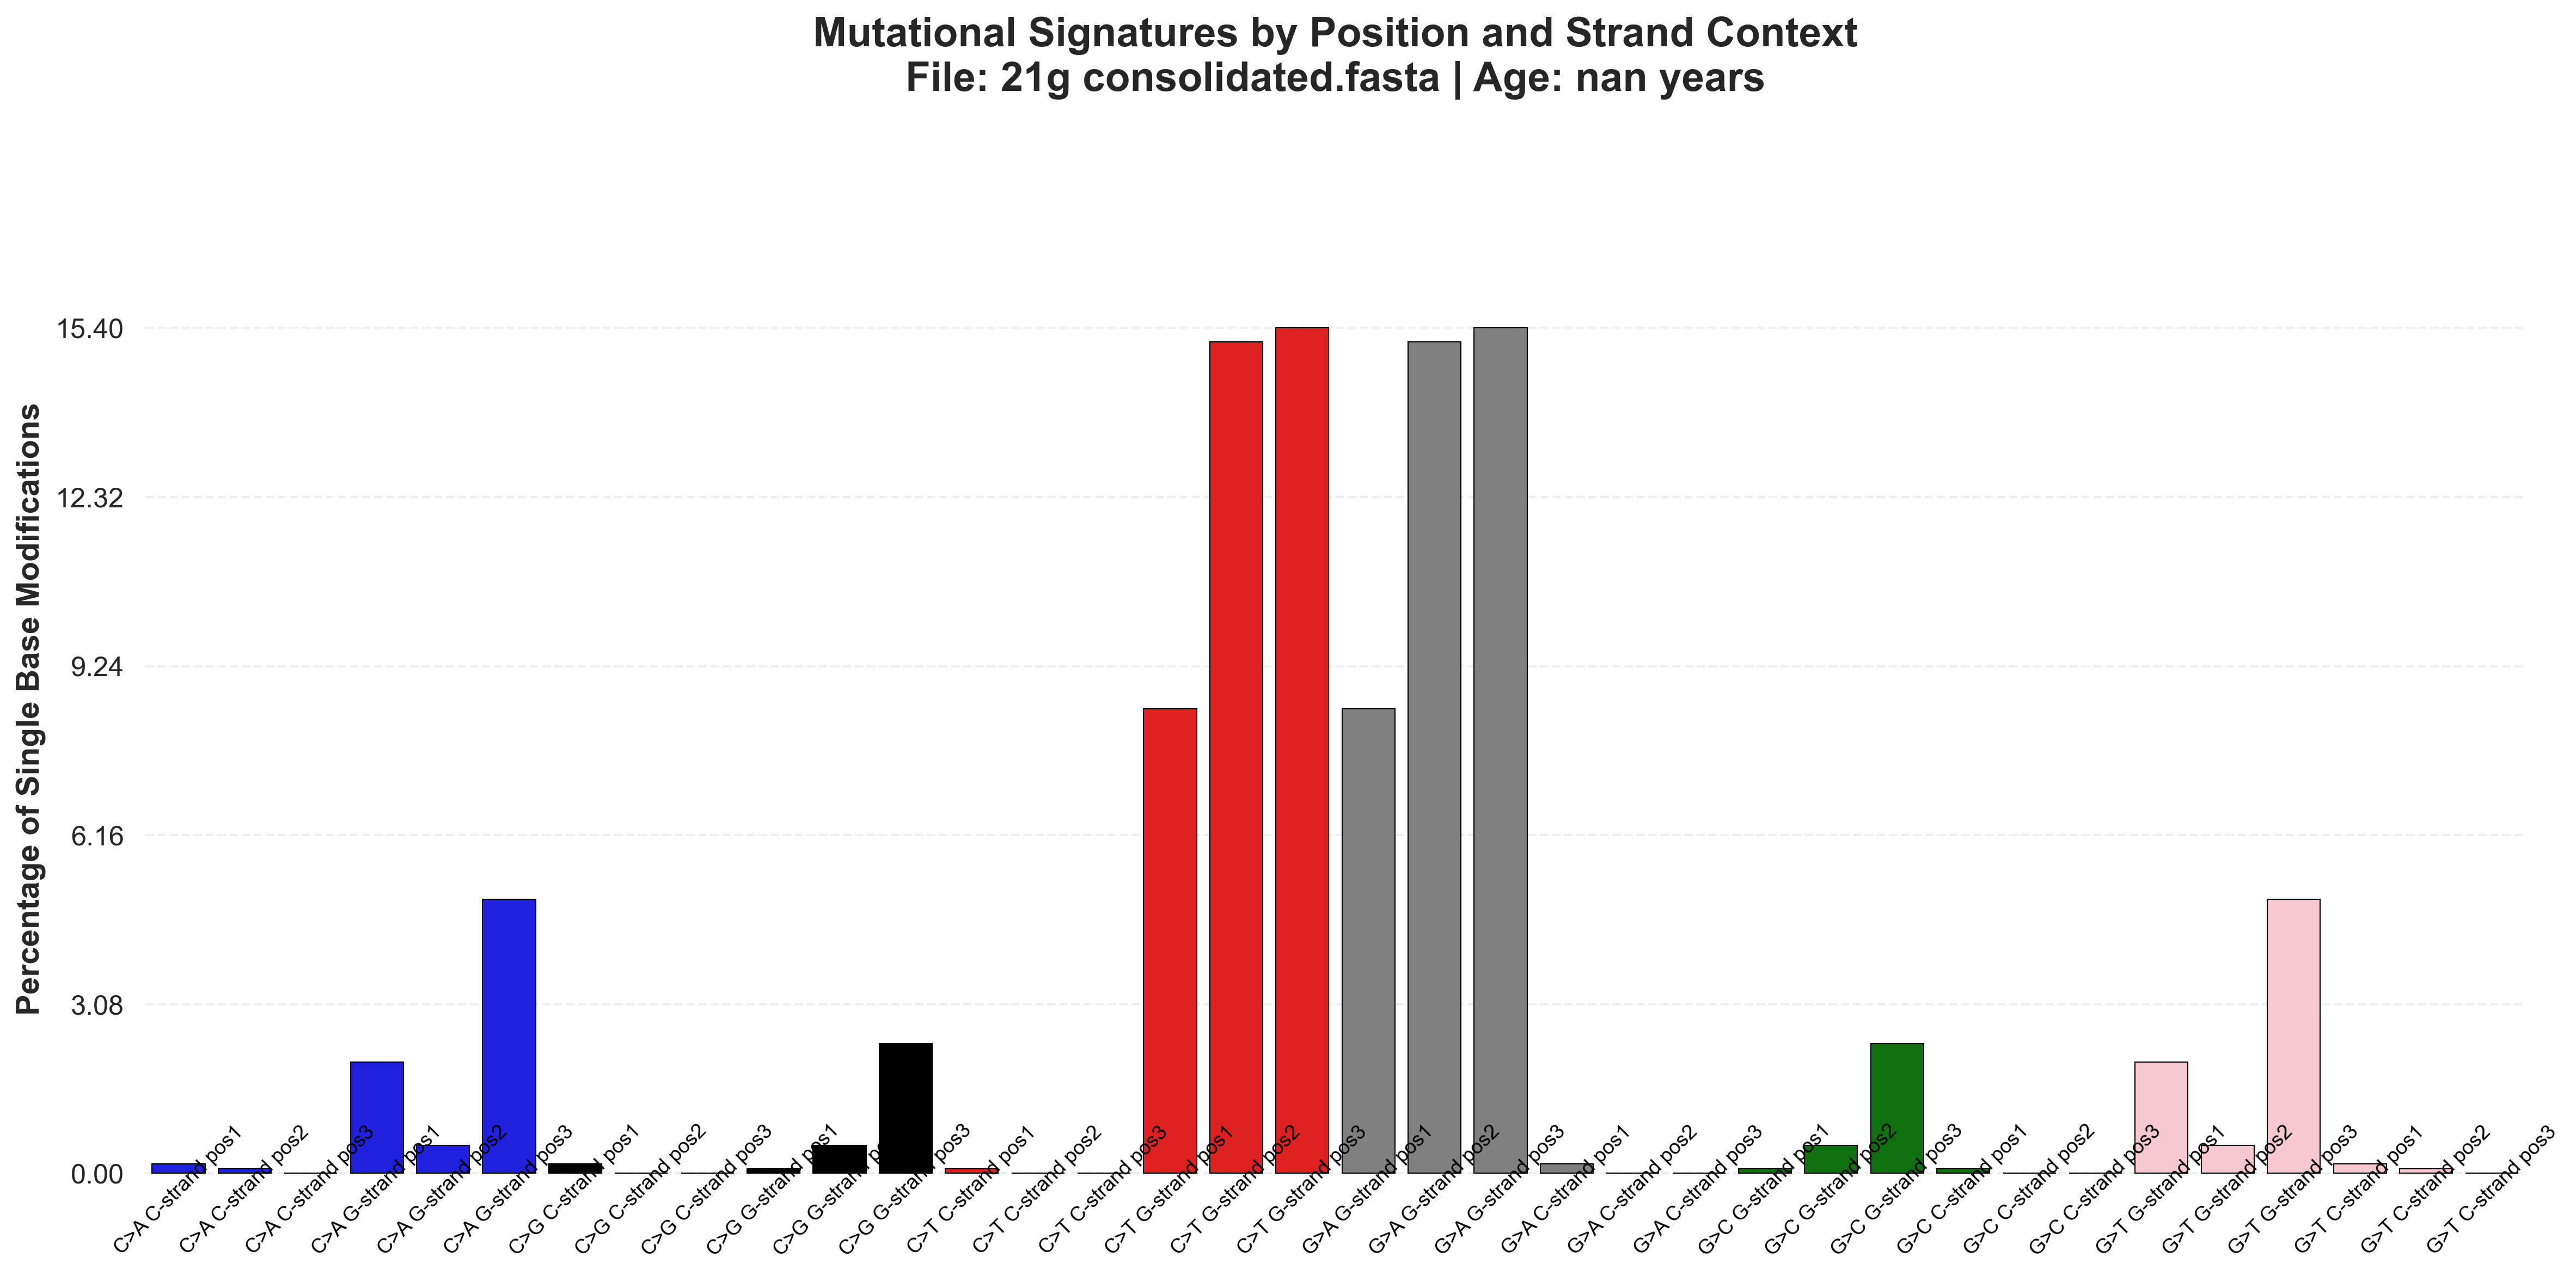 Mutational Signatures by Position and Strand Context
File: 21g consolidated.fasta | Age: nan years
Percentage of Single Base Modifications
15.40
12.32
9.24
6.16
3.08
0.00
C>A C-strand pos1
C>A C-strand pos2
C>A C-strand pos3
C>A G-strand pos1
C>A G-strand pos2
C>A G-strand pos3
C>G C-strand pos1
C>G C-strand pos2
C>G C-strand pos3
C>G G-strand pos1
C>G G-strand pos2
C>G G-strand pos3
C>T C-strand pos1
C>T C-strand pos2
C>T C-strand pos3
C>T G-strand pos1
C>T G-strand pos2
C>T G-strand pos3
G>A G-strand pos1
G>A G-strand pos2
G>A G-strand pos3
G>A C-strand pos1
G>A C-strand pos2
G>A C-strand pos3
G>C G-strand pos1
G>C G-strand pos2
G>C G-strand pos3
G>C C-strand pos1
G>C C-strand pos2
G>C C-strand pos3
G>T G-strand pos1
G>T G-strand pos2
G>T G-strand pos3
G>T C-strand pos1
G>T C-strand pos2
G>T C-strand pos3